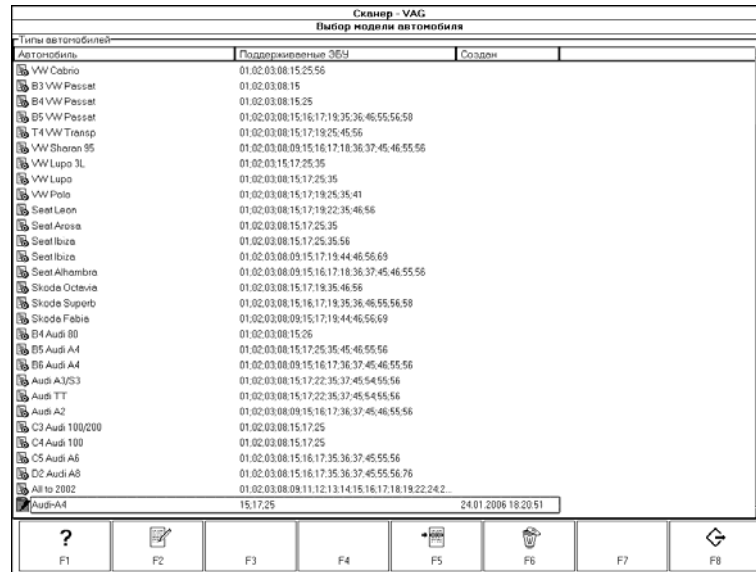 Сканер - VAG
Выбор модели автомобиля
Типы автомобилей
Автомобиль Поддерживаемые ЭБУ Создан
VW Cabrio 01;02;03;08;15;25;56
B3 VW Passat 01;02;03;08;15
B4 VW Passat 01;02;03;08;15;25
B5 VW Passat 01;02;03;08;15;16;17;19;35;36;46;55;56;58
T4 VW Transp 01;02;03;08;15;17;19;25;45;56
VW Sharan 95 01;02;03;08;09;15;16;17;18;36;37;45;46;55;56
VW Lupo 3L 01;02;03;15;17;25;35
VW Lupo 01;02;03;08;15;17;25;35
VW Polo 01;02;03;08;15;17;19;25;35;41
Seat Leon 01;02;03;08;15;17;19;22;35;46;56
Seat Arosa 01;02;03;08;15;17;25;35
Seat Ibiza 01;02;03;08;15;17;25;35;56
Seat Ibiza 01;02;03;08;09;15;17;19;44;46;56;69
Seat Alhambra 01;02;03;08;09;15;16;17;18;36;37;45;46;55;56
Skoda Octavia 01;02;03;08;15;17;19;35;46;56
Skoda Superb 01;02;03;08;15;16;17;19;35;36;46;55;56;58
Skoda Fabia 01;02;03;08;09;15;17;19;44;46;56;69
B4 Audi 80 01;02;03;08;15;26
B5 Audi A4 01;02;03;08;15;17;25;35;45;46;55;56
B6 Audi A4 01;02;03;08;09;15;16;17;36;37;45;46;55;56
Audi A3/S3 01;02;03;08;15;17;22;35;37;45;54;55;56
Audi TT 01;02;03;08;15;17;22;35;37;45;54;55;56
Audi A2 01;02;03;08;09;15;16;17;36;37;45;46;55;56
C3 Audi 100/200 01;02;03;08;15;17;25
C4 Audi 100 01;02;03;08;15;17;25
C5 Audi A6 01;02;03;08;15;16;17;35;36;37;45;55;56
D2 Audi A8 01;02;03;08;15;16;17;35;36;37;45;55;56;76
All to 2002 01;02;03;08;09;11;12;13;14;15;16;17;18;19;22;24;2...
Audi-A4 15;17;25 24.01.2006 18:20:51
?
F1 F2 F3 F4 F5 F6 F7 F8